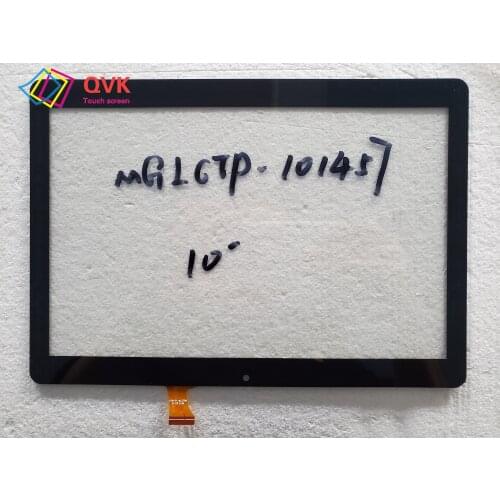 QVK
Touch screen
MGLCTP-101457
10"